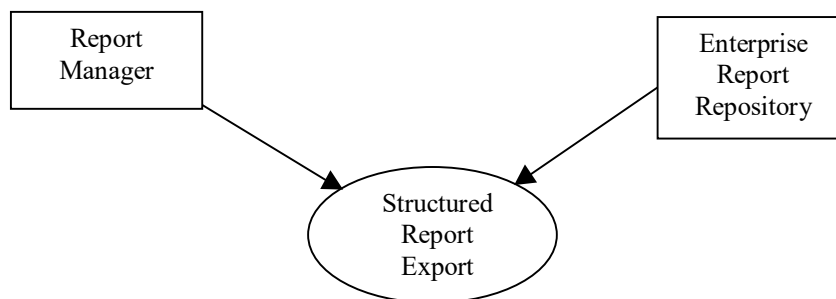 Report
Manager
Enterprise
Report
Repository
Structured
Report
Export